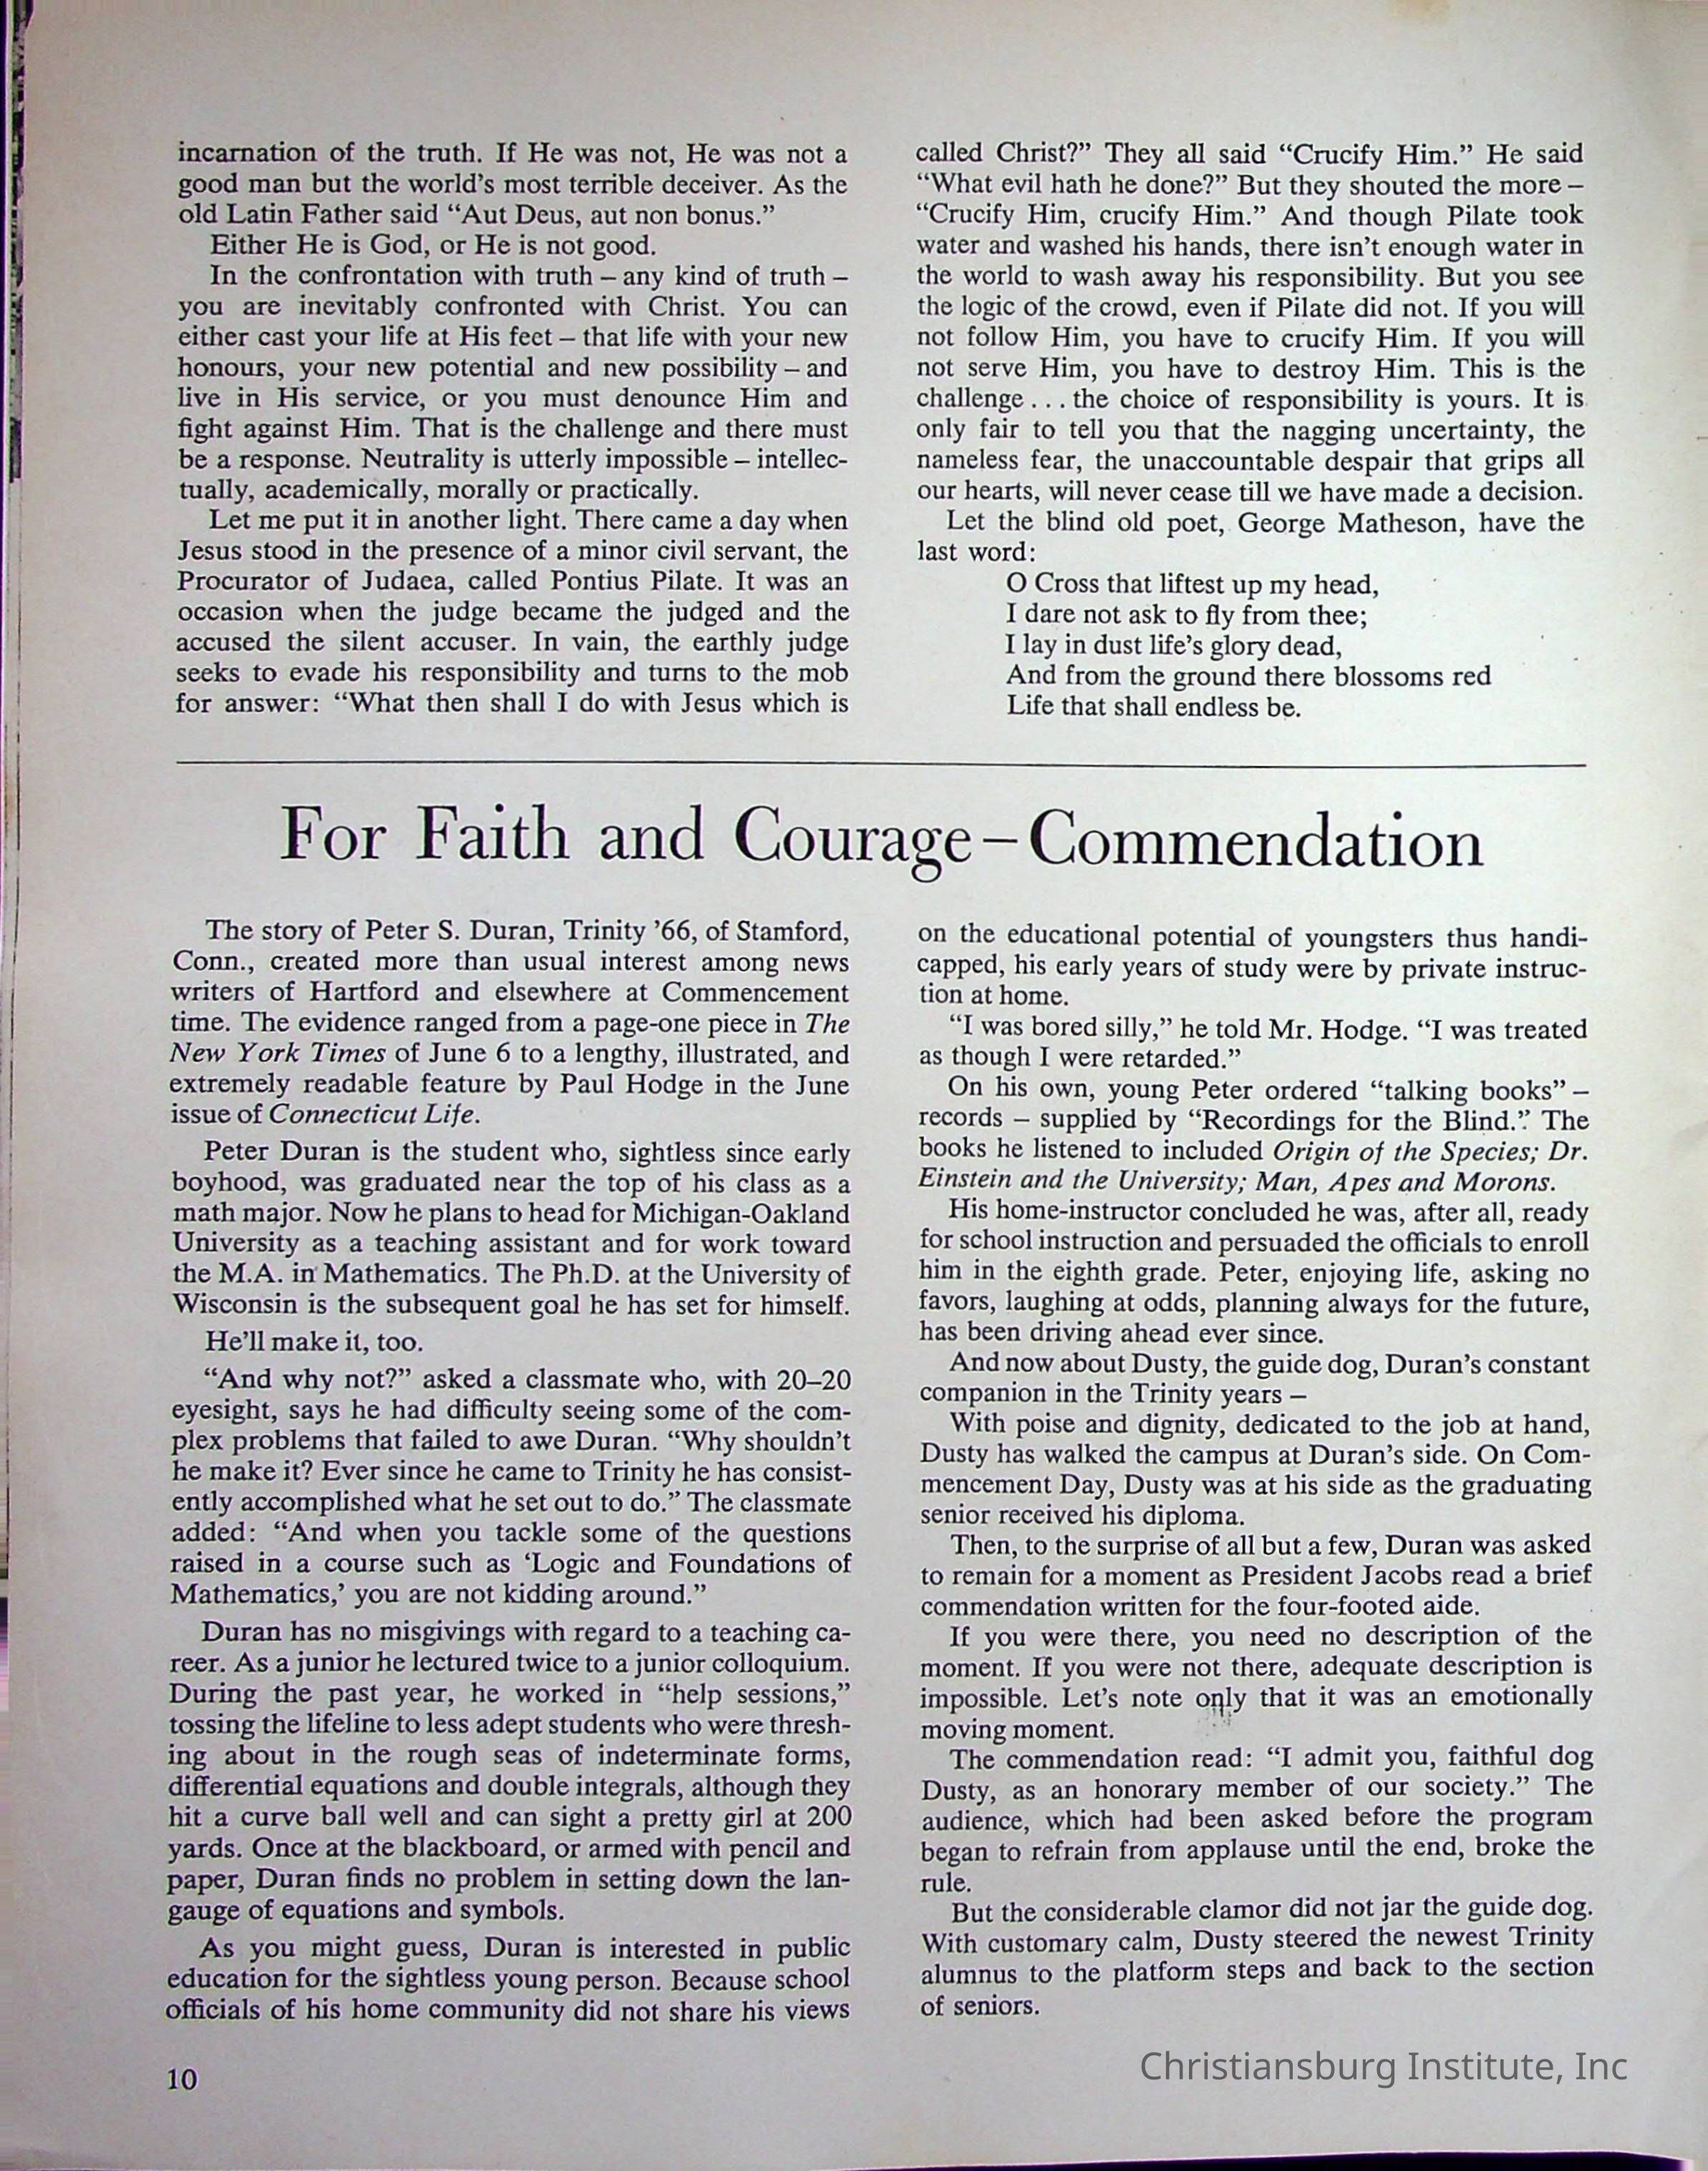 incarnation of the truth. If He was not, He was not a
good man but the world's most terrible deceiver. As the
old Latin Father said “Aut Deus, aut non bonus.”
Either He is God, or He is not good.
In the confrontation with truth – any kind of truth –
you are inevitably confronted with Christ. You can
either cast your life at His feet – that life with your new
honours, your new potential and new possibility – and
live in His service, or you must denounce Him and
fight against Him. That is the challenge and there must
be a response. Neutrality is utterly impossible – intellec-
tually, academically, morally or practically.
Let me put it in another light. There came a day when
Jesus stood in the presence of a minor civil servant, the
Procurator of Judaea, called Pontius Pilate. It was an
occasion when the judge became the judged and the
accused the silent accuser. In vain, the earthly judge
seeks to evade his responsibility and turns to the mob
for answer: “What then shall I do with Jesus which is
called Christ?” They all said “Crucify Him.” He said
“What evil hath he done?” But they shouted the more –
“Crucify Him, crucify Him.” And though Pilate took
water and washed his hands, there isn't enough water in
the world to wash away his responsibility. But you see
the logic of the crowd, even if Pilate did not. If you will
not follow Him, you have to crucify Him. If you will
not serve Him, you have to destroy Him. This is the
challenge . . . the choice of responsibility is yours. It is
only fair to tell you that the nagging uncertainty, the
nameless fear, the unaccountable despair that grips all
our hearts, will never cease till we have made a decision.
Let the blind old poet, George Matheson, have the
last word:
O Cross that liftest up my head,
I dare not ask to fly from thee;
I lay in dust life's glory dead,
And from the ground there blossoms red
Life that shall endless be.
For Faith and Courage – Commendation
The story of Peter S. Duran, Trinity '66, of Stamford,
Conn., created more than usual interest among news
writers of Hartford and elsewhere at Commencement
time. The evidence ranged from a page-one piece in The
New York Times of June 6 to a lengthy, illustrated, and
extremely readable feature by Paul Hodge in the June
issue of Connecticut Life.
Peter Duran is the student who, sightless since early
boyhood, was graduated near the top of his class as a
math major. Now he plans to head for Michigan-Oakland
University as a teaching assistant and for work toward
the M.A. in Mathematics. The Ph.D. at the University of
Wisconsin is the subsequent goal he has set for himself.
He'll make it, too.
“And why not?” asked a classmate who, with 20–20
eyesight, says he had difficulty seeing some of the com-
plex problems that failed to awe Duran. “Why shouldn't
he make it? Ever since he came to Trinity he has consist-
ently accomplished what he set out to do.” The classmate
added: “And when you tackle some of the questions
raised in a course such as ‘Logic and Foundations of
Mathematics,’ you are not kidding around.”
Duran has no misgivings with regard to a teaching ca-
reer. As a junior he lectured twice to a junior colloquium.
During the past year, he worked in “help sessions,”
tossing the lifeline to less adept students who were thresh-
ing about in the rough seas of indeterminate forms,
differential equations and double integrals, although they
hit a curve ball well and can sight a pretty girl at 200
yards. Once at the blackboard, or armed with pencil and
paper, Duran finds no problem in setting down the lan-
gauge of equations and symbols.
As you might guess, Duran is interested in public
education for the sightless young person. Because school
officials of his home community did not share his views
on the educational potential of youngsters thus handi-
capped, his early years of study were by private instruc-
tion at home.
“I was bored silly,” he told Mr. Hodge. “I was treated
as though I were retarded.”
On his own, young Peter ordered “talking books” –
records – supplied by “Recordings for the Blind.” The
books he listened to included Origin of the Species; Dr.
Einstein and the University; Man, Apes and Morons.
His home-instructor concluded he was, after all, ready
for school instruction and persuaded the officials to enroll
him in the eighth grade. Peter, enjoying life, asking no
favors, laughing at odds, planning always for the future,
has been driving ahead ever since.
And now about Dusty, the guide dog, Duran's constant
companion in the Trinity years –
With poise and dignity, dedicated to the job at hand,
Dusty has walked the campus at Duran's side. On Com-
mencement Day, Dusty was at his side as the graduating
senior received his diploma.
Then, to the surprise of all but a few, Duran was asked
to remain for a moment as President Jacobs read a brief
commendation written for the four-footed aide.
If you were there, you need no description of the
moment. If you were not there, adequate description is
impossible. Let's note only that it was an emotionally
moving moment.
The commendation read: “I admit you, faithful dog
Dusty, as an honorary member of our society.” The
audience, which had been asked before the program
began to refrain from applause until the end, broke the
rule.
But the considerable clamor did not jar the guide dog.
With customary calm, Dusty steered the newest Trinity
alumnus to the platform steps and back to the section
of seniors.
10
Christiansburg Institute, Inc